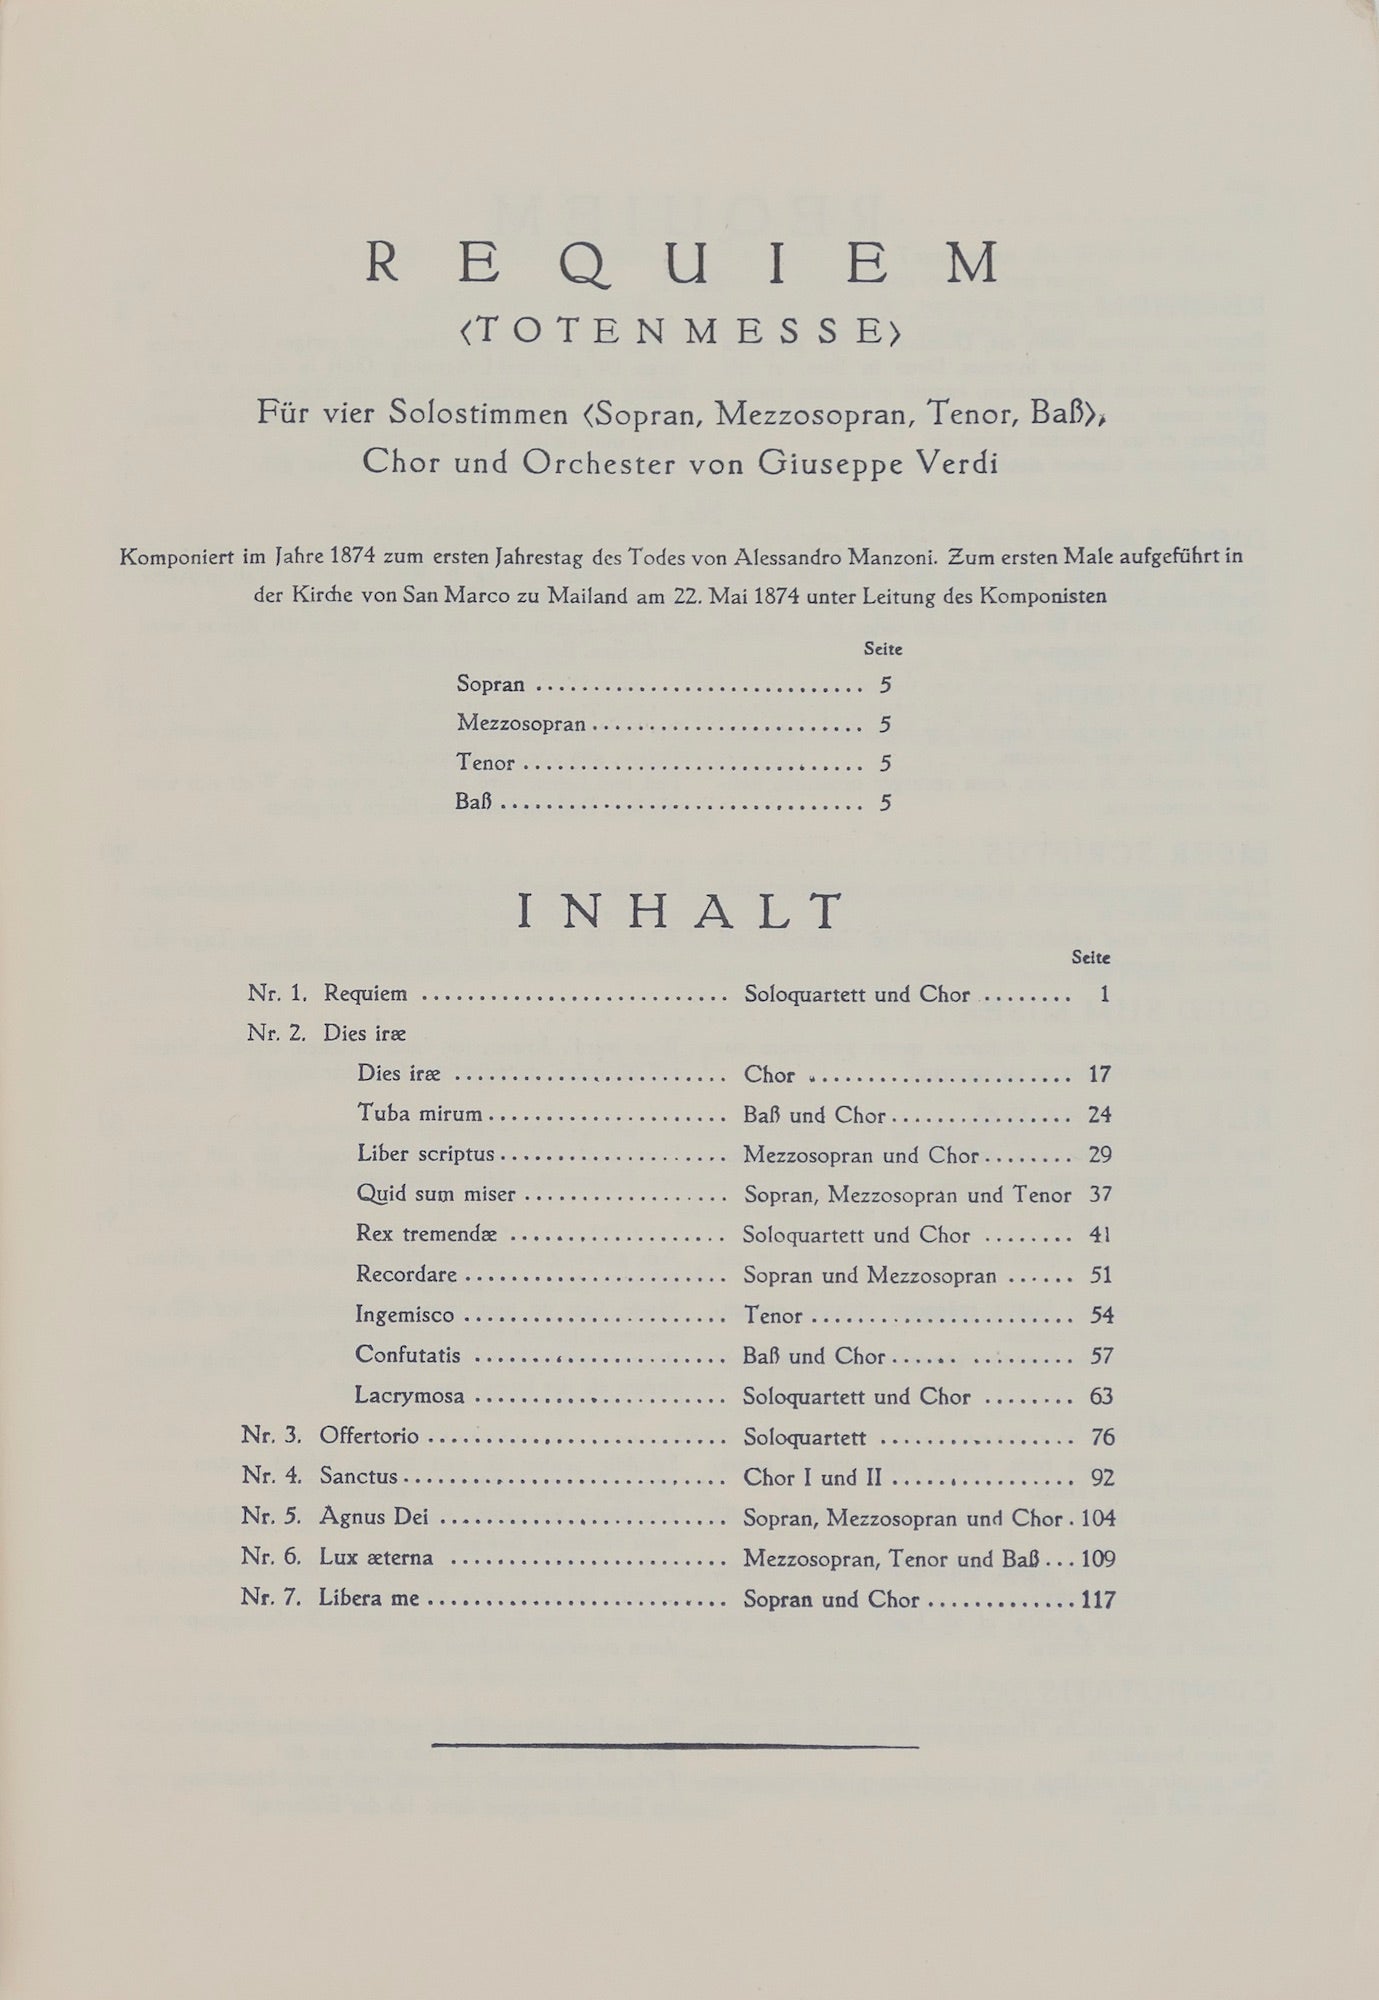 REQUIEM
⟨TOTENMESSE⟩
Für vier Solostimmen ⟨Sopran, Mezzosopran, Tenor, Baß⟩,
Chor und Orchester von Giuseppe Verdi
Komponiert im Jahre 1874 zum ersten Jahrestag des Todes von Alessandro Manzoni. Zum ersten Male aufgeführt in
der Kirche von San Marco zu Mailand am 22. Mai 1874 unter Leitung des Komponisten
Seite
Sopran ............................ 5
Mezzosopran ........................ 5
Tenor ............................. 5
Baß ............................... 5
INHALT
Seite
Nr. 1. Requiem ........................... Soloquartett und Chor ........ 1
Nr. 2. Dies iræ
Dies iræ ........................ Chor ....................... 17
Tuba mirum ..................... Baß und Chor ................ 24
Liber scriptus .................... Mezzosopran und Chor ........ 29
Quid sum miser .................. Sopran, Mezzosopran und Tenor 37
Rex tremendæ ................... Soloquartett und Chor ........ 41
Recordare ....................... Sopran und Mezzosopran ...... 51
Ingemisco ....................... Tenor ....................... 54
Confutatis ...................... Baß und Chor ...... ......... 57
Lacrymosa ...................... Soloquartett und Chor ........ 63
Nr. 3. Offertorio .......................... Soloquartett ................. 76
Nr. 4. Sanctus ............................ Chor I und II ................ 92
Nr. 5. Agnus Dei ......................... Sopran, Mezzosopran und Chor . 104
Nr. 6. Lux æterna ........................ Mezzosopran, Tenor und Baß ... 109
Nr. 7. Libera me .......................... Sopran und Chor ............. 117